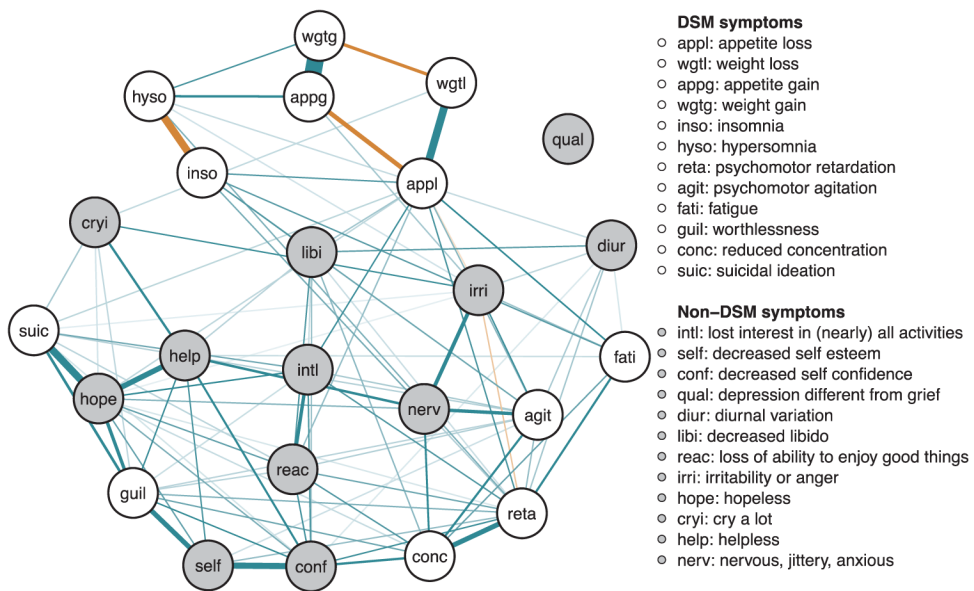 wgtg
wgtl
hyso
appg
qual
inso
appl
cryi
libi
diur
irri
suic
help
intl
fati
hope
nerv
agit
reac
guil
reta
self
conf
conc
DSM symptoms
appl: appetite loss
wgtl: weight loss
appg: appetite gain
wgtg: weight gain
inso: insomnia
hyso: hypersomnia
reta: psychomotor retardation
agit: psychomotor agitation
fati: fatigue
guil: worthlessness
conc: reduced concentration
suic: suicidal ideation
Non−DSM symptoms
intl: lost interest in (nearly) all activities
self: decreased self esteem
conf: decreased self confidence
qual: depression different from grief
diur: diurnal variation
libi: decreased libido
reac: loss of ability to enjoy good things
irri: irritability or anger
hope: hopeless
cryi: cry a lot
help: helpless
nerv: nervous, jittery, anxious